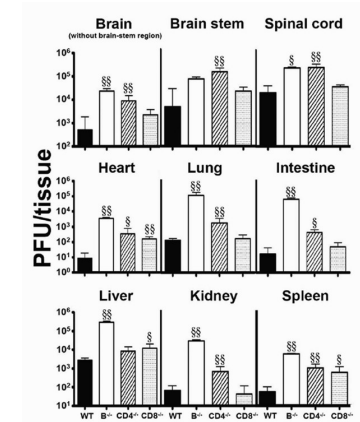 Brain Brain stem Spinal cord
(without brain-stem region)
§§ §§ §§ § §§
10⁶
10⁵
10⁴
10³
10²
Heart Lung Intestine
§§ § §§ §§ §§ §§ §
10⁶
10⁵
10⁴
10³
10²
10¹
10⁰
PFU/tissue
Liver Kidney Spleen
§§ § §§ §§ §§ §§ §
10⁶
10⁵
10⁴
10³
10²
10¹
WT B⁻/⁻ CD4⁻/⁻ CD8⁻/⁻ WT B⁻/⁻ CD4⁻/⁻ CD8⁻/⁻ WT B⁻/⁻ CD4⁻/⁻ CD8⁻/⁻